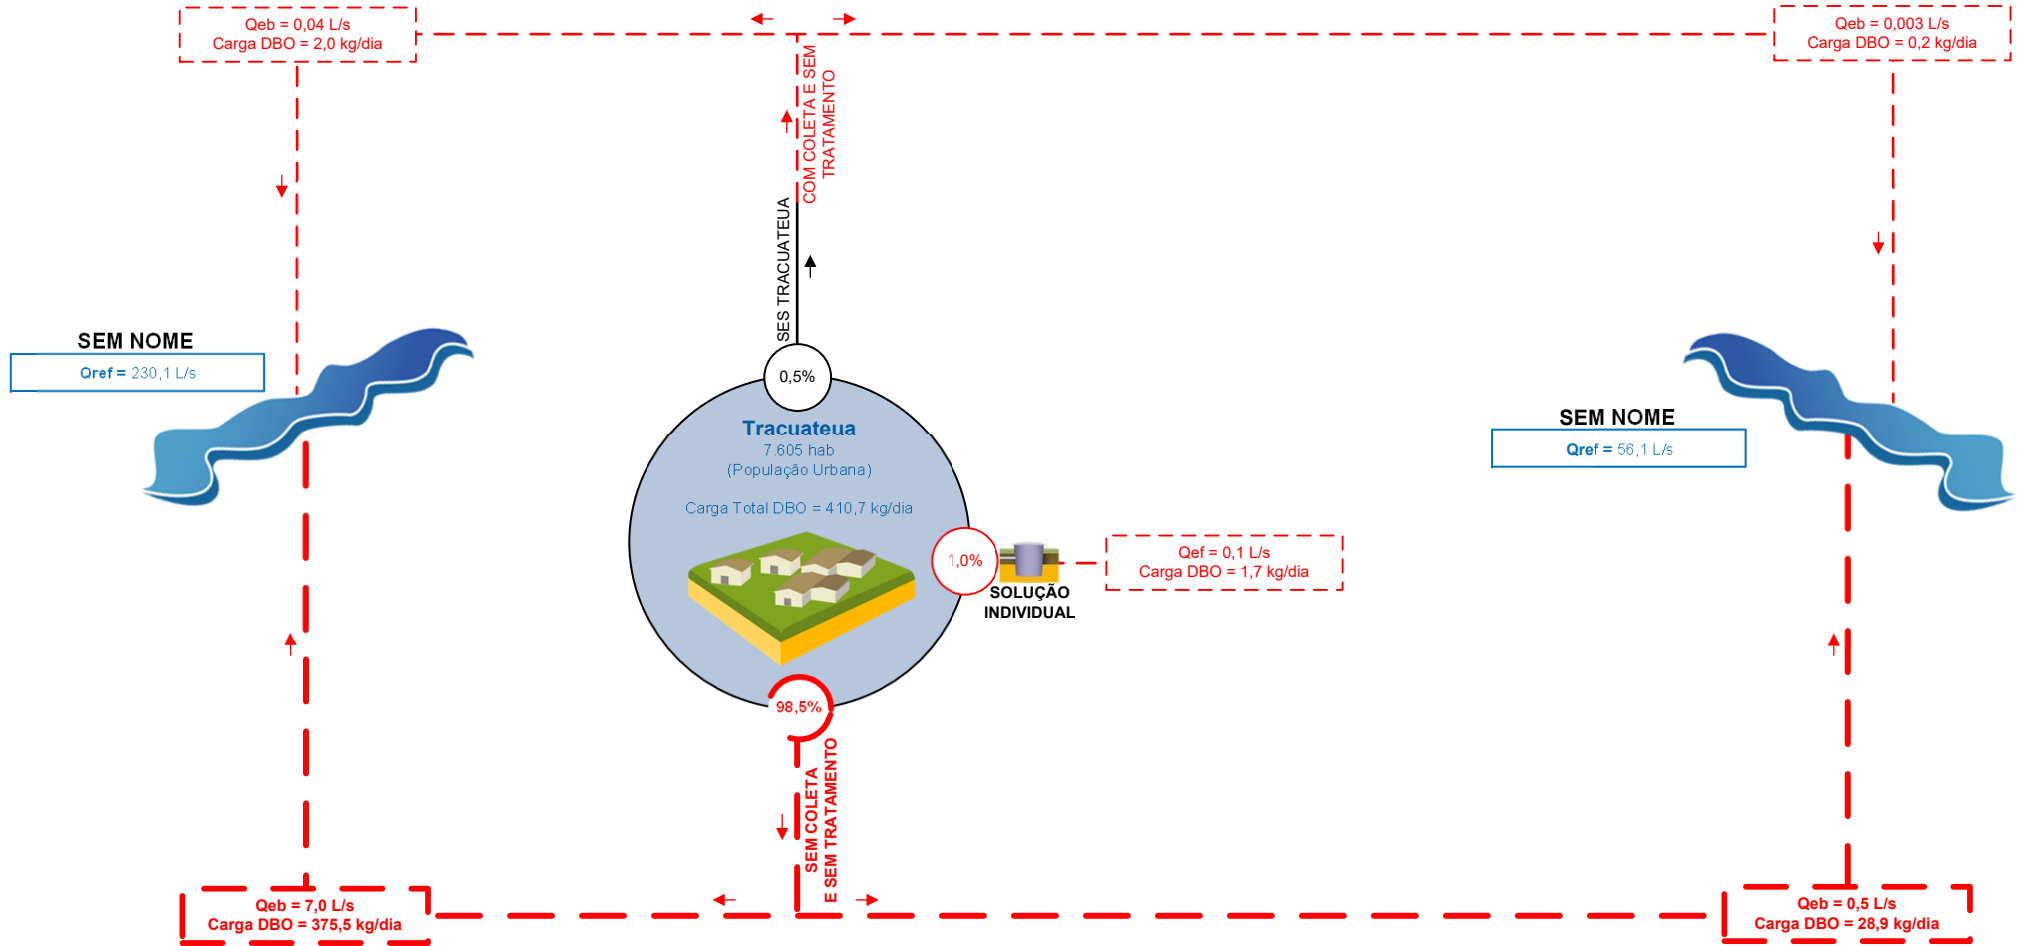 Qeb = 0,04 L/s
Carga DBO = 2,0 kg/dia
Qeb = 0,003 L/s
Carga DBO = 0,2 kg/dia
COM COLETA E SEM
TRATAMENTO
SES TRACUATEUA
SEM NOME
Qref = 230,1 L/s
0,5%
Tracuateua
7.605 hab
(População Urbana)
Carga Total DBO = 410,7 kg/dia
SEM NOME
Qref = 56,1 L/s
1,0%
SOLUÇÃO
INDIVIDUAL
Qef = 0,1 L/s
Carga DBO = 1,7 kg/dia
98,5%
SEM COLETA
E SEM TRATAMENTO
Qeb = 7,0 L/s
Carga DBO = 375,5 kg/dia
Qeb = 0,5 L/s
Carga DBO = 28,9 kg/dia